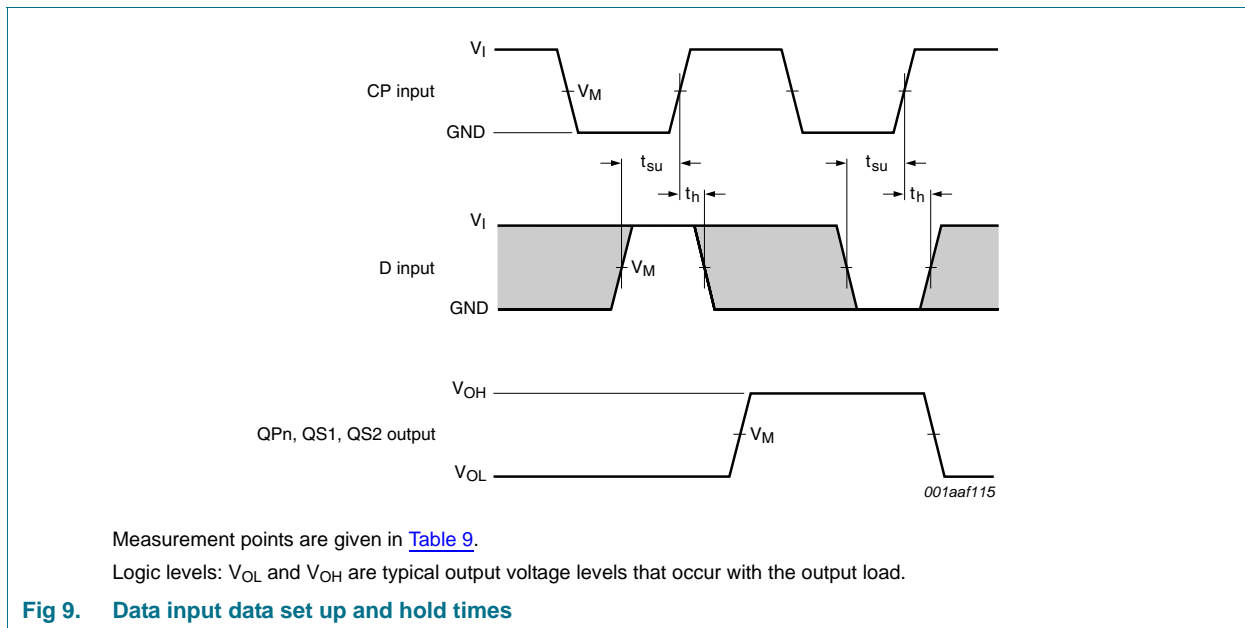 V_I
CP input
V_M
GND
t_su
t_su
t_h
t_h
V_I
D input
V_M
GND
V_OH
QPn, QS1, QS2 output
V_M
V_OL
001aaf115
Measurement points are given in Table 9.
Logic levels: V_OL and V_OH are typical output voltage levels that occur with the output load.
Fig 9. Data input data set up and hold times